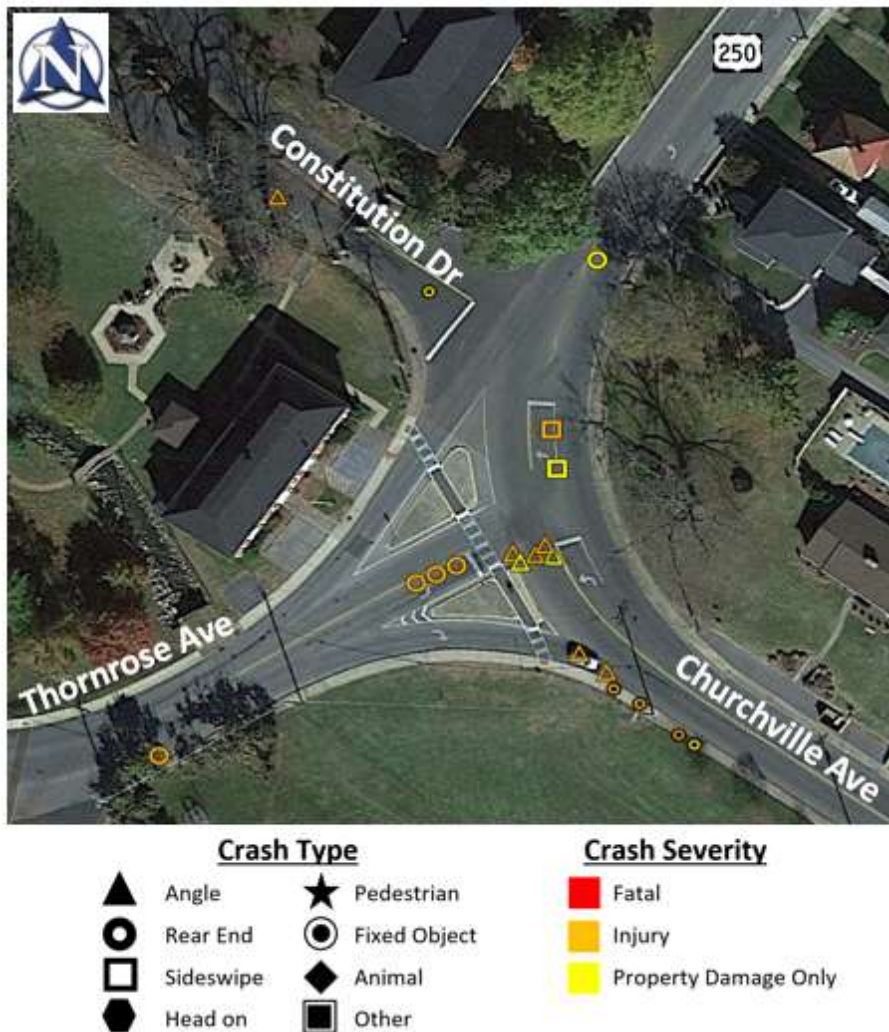 N
250
Constitution Dr
Thornrose Ave
Churchville Ave
Crash Type
Crash Severity
Angle
Pedestrian
Fatal
Rear End
Fixed Object
Injury
Sideswipe
Animal
Property Damage Only
Head on
Other